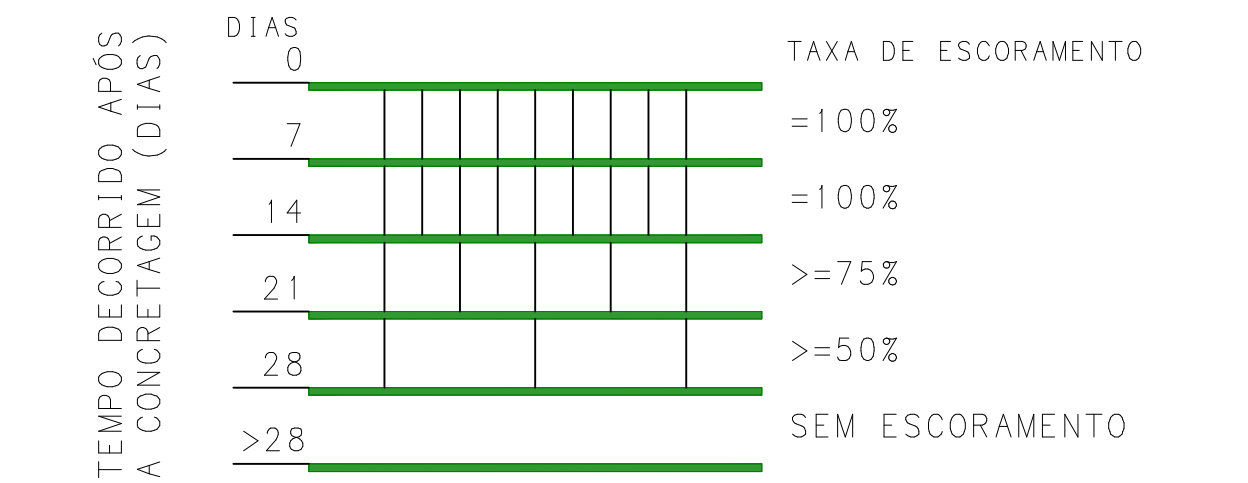 TEMPO DECORRIDO APÓS
A CONCRETAGEM (DIAS)
DIAS
0
TAXA DE ESCORAMENTO
=100%
7
=100%
14
>=75%
21
>=50%
28
SEM ESCORAMENTO
>28